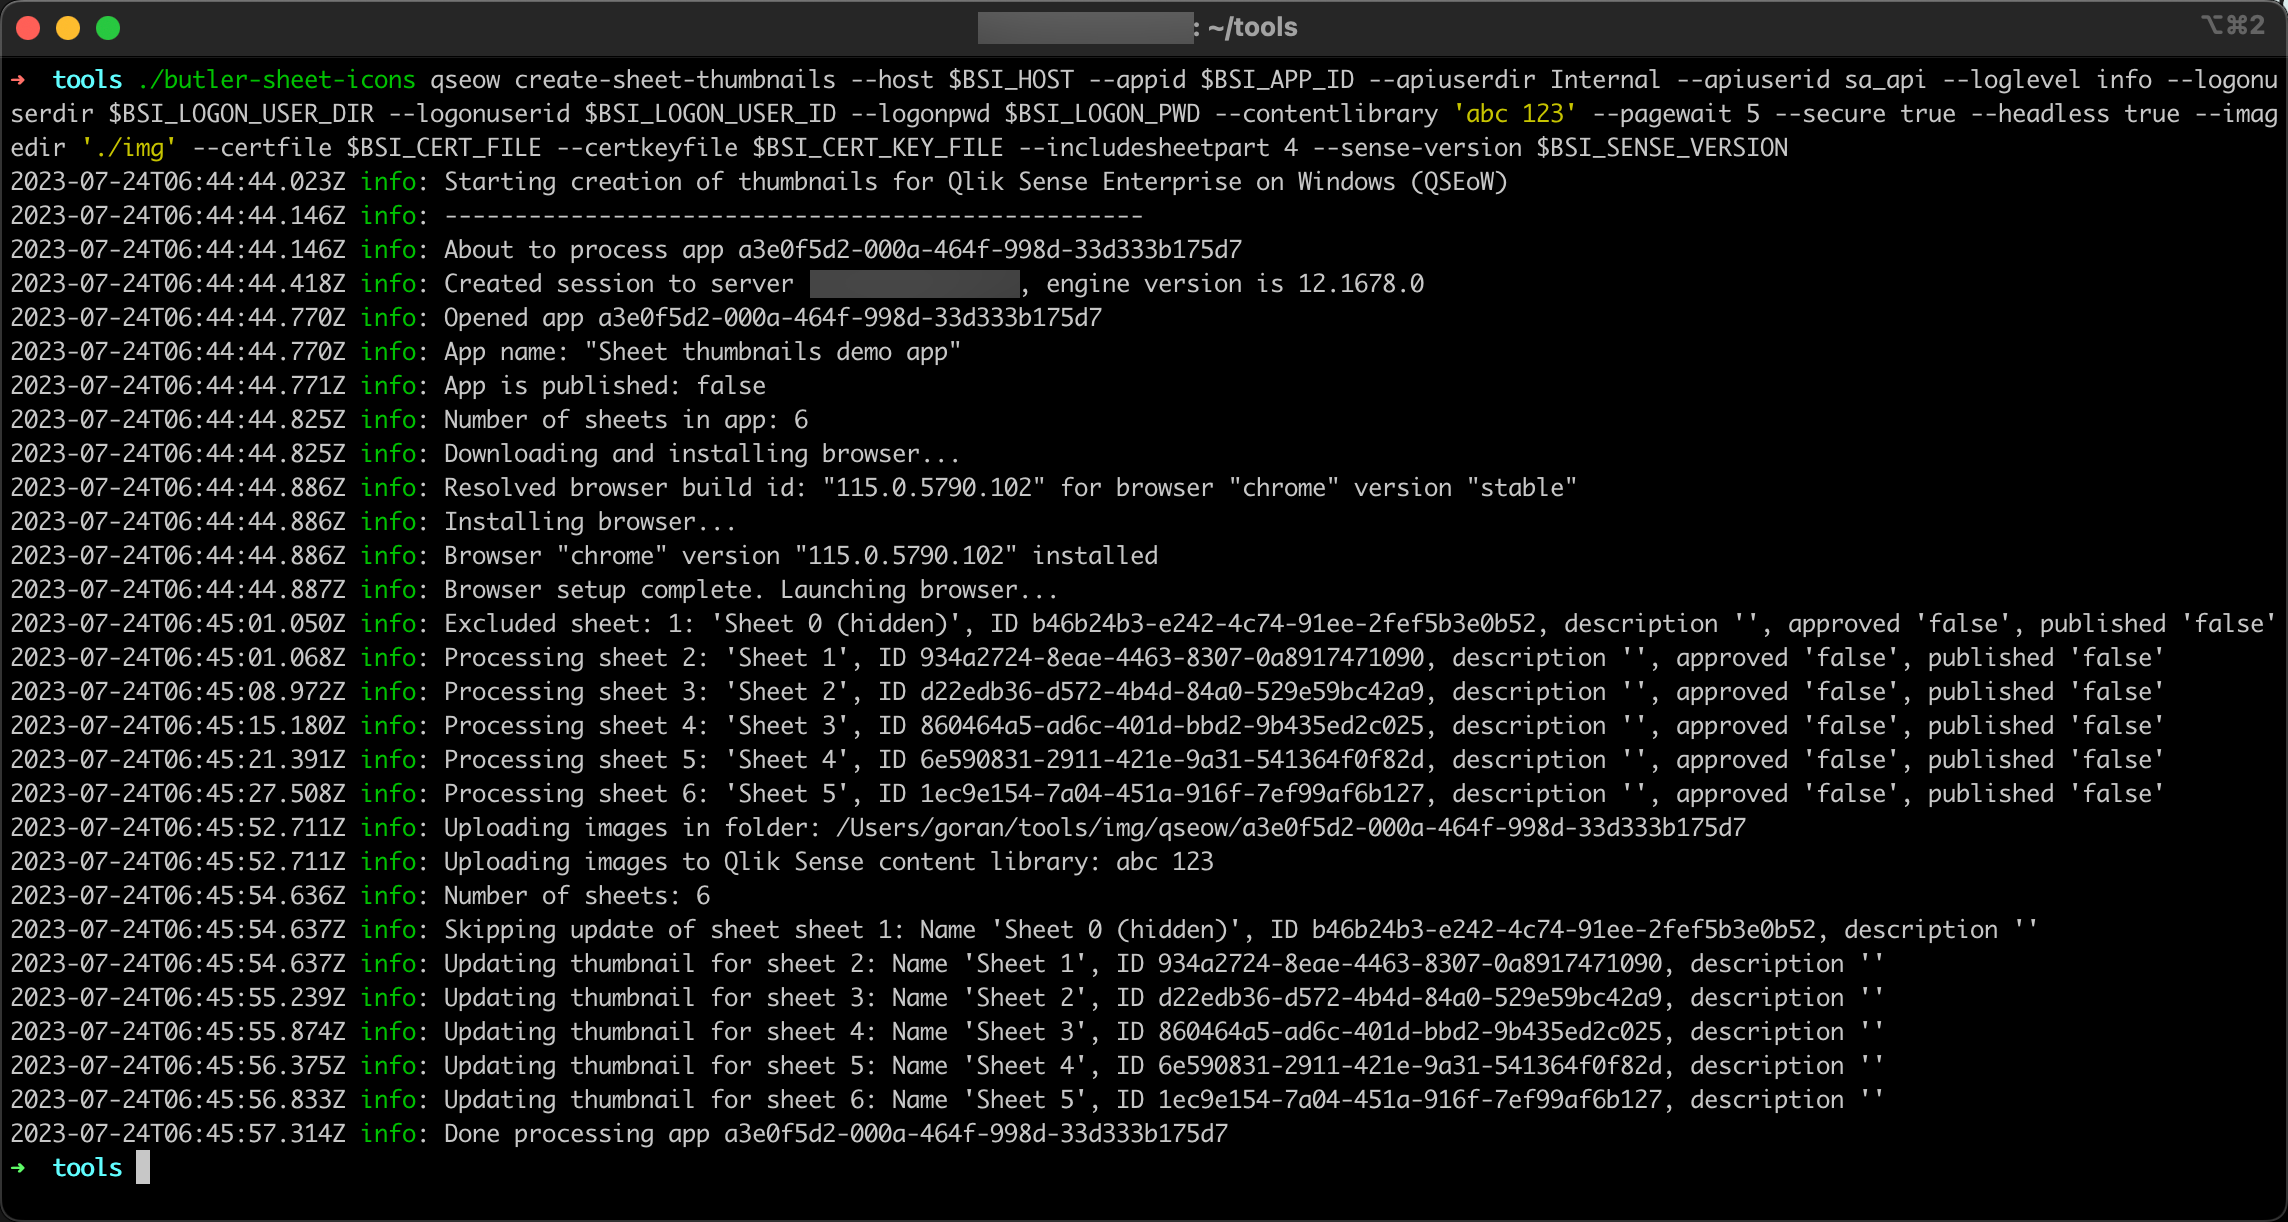 : ~/tools
⌥⌘2
➜  tools ./butler-sheet-icons qseow create-sheet-thumbnails --host $BSI_HOST --appid $BSI_APP_ID --apiuserdir Internal --apiuserid sa_api --loglevel info --logonu
serdir $BSI_LOGON_USER_DIR --logonuserid $BSI_LOGON_USER_ID --logonpwd $BSI_LOGON_PWD --contentlibrary 'abc 123' --pagewait 5 --secure true --headless true --imag
edir './img' --certfile $BSI_CERT_FILE --certkeyfile $BSI_CERT_KEY_FILE --includesheetpart 4 --sense-version $BSI_SENSE_VERSION
2023-07-24T06:44:44.023Z info: Starting creation of thumbnails for Qlik Sense Enterprise on Windows (QSEoW)
2023-07-24T06:44:44.146Z info: --------------------------------------------------
2023-07-24T06:44:44.146Z info: About to process app a3e0f5d2-000a-464f-998d-33d333b175d7
2023-07-24T06:44:44.418Z info: Created session to server , engine version is 12.1678.0
2023-07-24T06:44:44.770Z info: Opened app a3e0f5d2-000a-464f-998d-33d333b175d7
2023-07-24T06:44:44.770Z info: App name: "Sheet thumbnails demo app"
2023-07-24T06:44:44.771Z info: App is published: false
2023-07-24T06:44:44.825Z info: Number of sheets in app: 6
2023-07-24T06:44:44.825Z info: Downloading and installing browser...
2023-07-24T06:44:44.886Z info: Resolved browser build id: "115.0.5790.102" for browser "chrome" version "stable"
2023-07-24T06:44:44.886Z info: Installing browser...
2023-07-24T06:44:44.886Z info: Browser "chrome" version "115.0.5790.102" installed
2023-07-24T06:44:44.887Z info: Browser setup complete. Launching browser...
2023-07-24T06:45:01.050Z info: Excluded sheet: 1: 'Sheet 0 (hidden)', ID b46b24b3-e242-4c74-91ee-2fef5b3e0b52, description '', approved 'false', published 'false'
2023-07-24T06:45:01.068Z info: Processing sheet 2: 'Sheet 1', ID 934a2724-8eae-4463-8307-0a8917471090, description '', approved 'false', published 'false'
2023-07-24T06:45:08.972Z info: Processing sheet 3: 'Sheet 2', ID d22edb36-d572-4b4d-84a0-529e59bc42a9, description '', approved 'false', published 'false'
2023-07-24T06:45:15.180Z info: Processing sheet 4: 'Sheet 3', ID 860464a5-ad6c-401d-bbd2-9b435ed2c025, description '', approved 'false', published 'false'
2023-07-24T06:45:21.391Z info: Processing sheet 5: 'Sheet 4', ID 6e590831-2911-421e-9a31-541364f0f82d, description '', approved 'false', published 'false'
2023-07-24T06:45:27.508Z info: Processing sheet 6: 'Sheet 5', ID 1ec9e154-7a04-451a-916f-7ef99af6b127, description '', approved 'false', published 'false'
2023-07-24T06:45:52.711Z info: Uploading images in folder: /Users/goran/tools/img/qseow/a3e0f5d2-000a-464f-998d-33d333b175d7
2023-07-24T06:45:52.711Z info: Uploading images to Qlik Sense content library: abc 123
2023-07-24T06:45:54.636Z info: Number of sheets: 6
2023-07-24T06:45:54.637Z info: Skipping update of sheet sheet 1: Name 'Sheet 0 (hidden)', ID b46b24b3-e242-4c74-91ee-2fef5b3e0b52, description ''
2023-07-24T06:45:54.637Z info: Updating thumbnail for sheet 2: Name 'Sheet 1', ID 934a2724-8eae-4463-8307-0a8917471090, description ''
2023-07-24T06:45:55.239Z info: Updating thumbnail for sheet 3: Name 'Sheet 2', ID d22edb36-d572-4b4d-84a0-529e59bc42a9, description ''
2023-07-24T06:45:55.874Z info: Updating thumbnail for sheet 4: Name 'Sheet 3', ID 860464a5-ad6c-401d-bbd2-9b435ed2c025, description ''
2023-07-24T06:45:56.375Z info: Updating thumbnail for sheet 5: Name 'Sheet 4', ID 6e590831-2911-421e-9a31-541364f0f82d, description ''
2023-07-24T06:45:56.833Z info: Updating thumbnail for sheet 6: Name 'Sheet 5', ID 1ec9e154-7a04-451a-916f-7ef99af6b127, description ''
2023-07-24T06:45:57.314Z info: Done processing app a3e0f5d2-000a-464f-998d-33d333b175d7
➜  tools